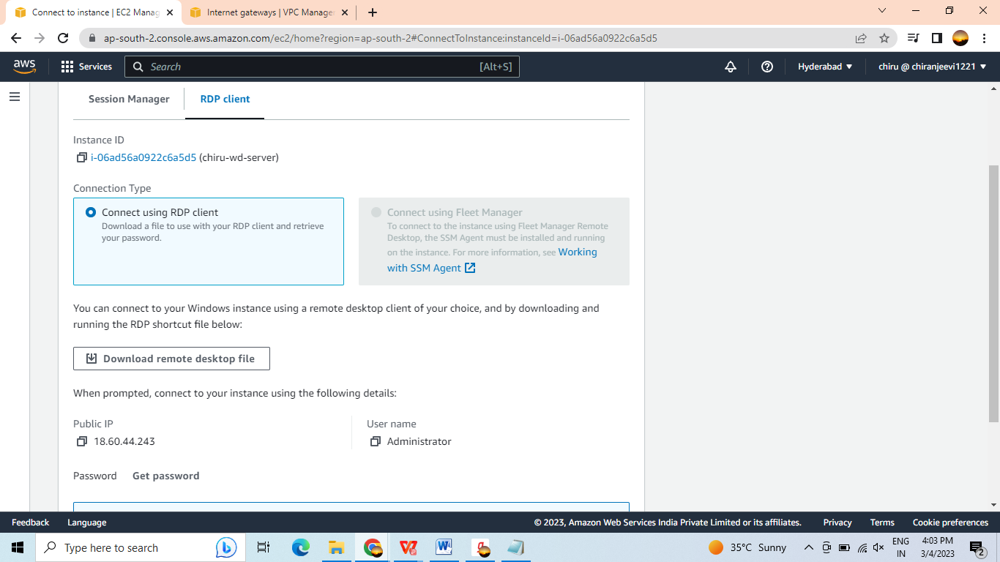 Connect to instance | EC2 Manag
Internet gateways | VPC Manager
ap-south-2.console.aws.amazon.com/ec2/home?region=ap-south-2#ConnectToInstance:instanceId=i-06ad56a0922c6a5d5
aws
Services
Search
[Alt+S]
Hyderabad
chiru @ chiranjeevi1221
Session Manager
RDP client
Instance ID
i-06ad56a0922c6a5d5 (chiru-wd-server)
Connection Type
Connect using RDP client
Download a file to use with your RDP client and retrieve
your password.
Connect using Fleet Manager
To connect to the instance using Fleet Manager Remote
Desktop, the SSM Agent must be installed and running
on the instance. For more information, see Working
with SSM Agent
You can connect to your Windows instance using a remote desktop client of your choice, and by downloading and
running the RDP shortcut file below:
Download remote desktop file
When prompted, connect to your instance using the following details:
Public IP
18.60.44.243
User name
Administrator
Password
Get password
Feedback
Language
© 2023, Amazon Web Services India Private Limited or its affiliates.
Privacy
Terms
Cookie preferences
Type here to search
35°C Sunny
ENG
IN
4:03 PM
3/4/2023
2